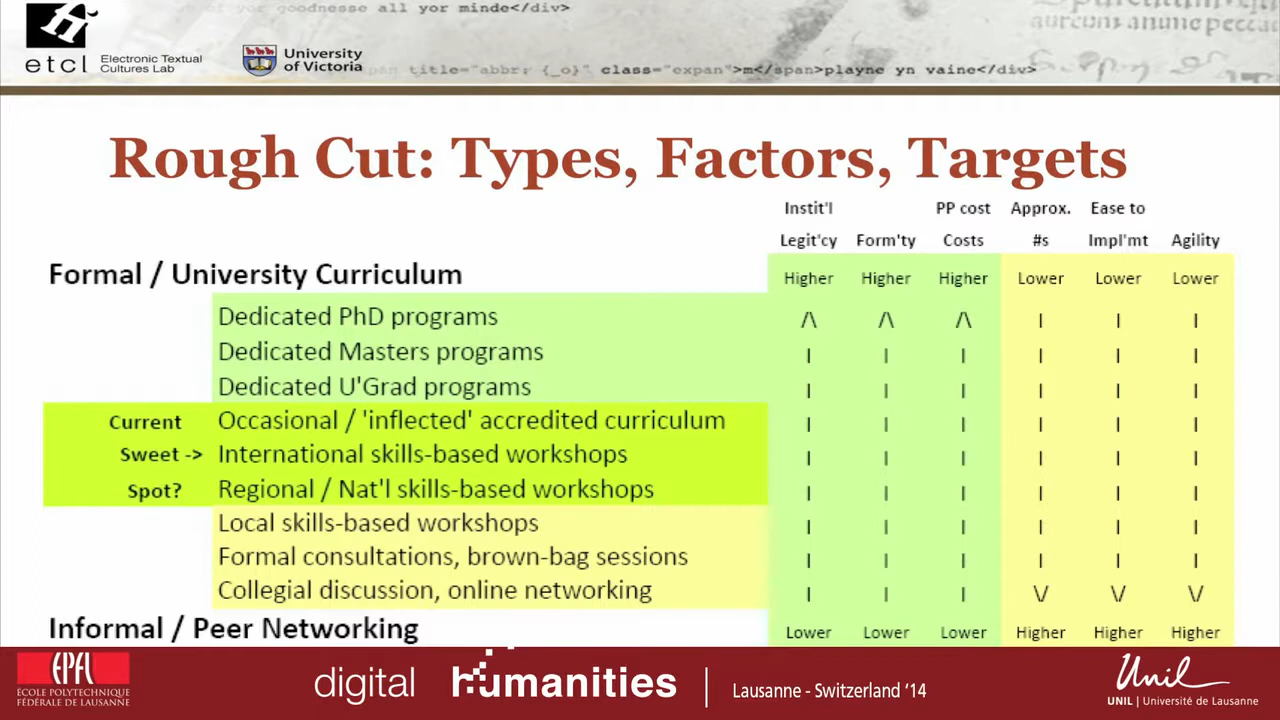 of yor goodnesse all yor minde</div>
aurcum anime pecca
etcl Electronic Textual Cultures Lab
University of Victoria
span title="abbr: {_o}" class="expan">m</span>playne yn vaine</div>
Rough Cut: Types, Factors, Targets
Instit'l PP cost Approx. Ease to
Legit'cy Form'ty Costs #s Impl'mt Agility
Formal / University Curriculum Higher Higher Higher Lower Lower Lower
Dedicated PhD programs /\ /\ /\ | | |
Dedicated Masters programs | | | | | |
Dedicated U'Grad programs | | | | | |
Current Occasional / 'inflected' accredited curriculum | | | | | |
Sweet -> International skills-based workshops | | | | | |
Spot? Regional / Nat'l skills-based workshops | | | | | |
Local skills-based workshops | | | | | |
Formal consultations, brown-bag sessions | | | | | |
Collegial discussion, online networking | | | \/ \/ \/
Informal / Peer Networking Lower Lower Lower Higher Higher Higher
EPFL
ÉCOLE POLYTECHNIQUE
FÉDÉRALE DE LAUSANNE
digital humanities | Lausanne - Switzerland '14
Unil
UNIL | Université de Lausanne